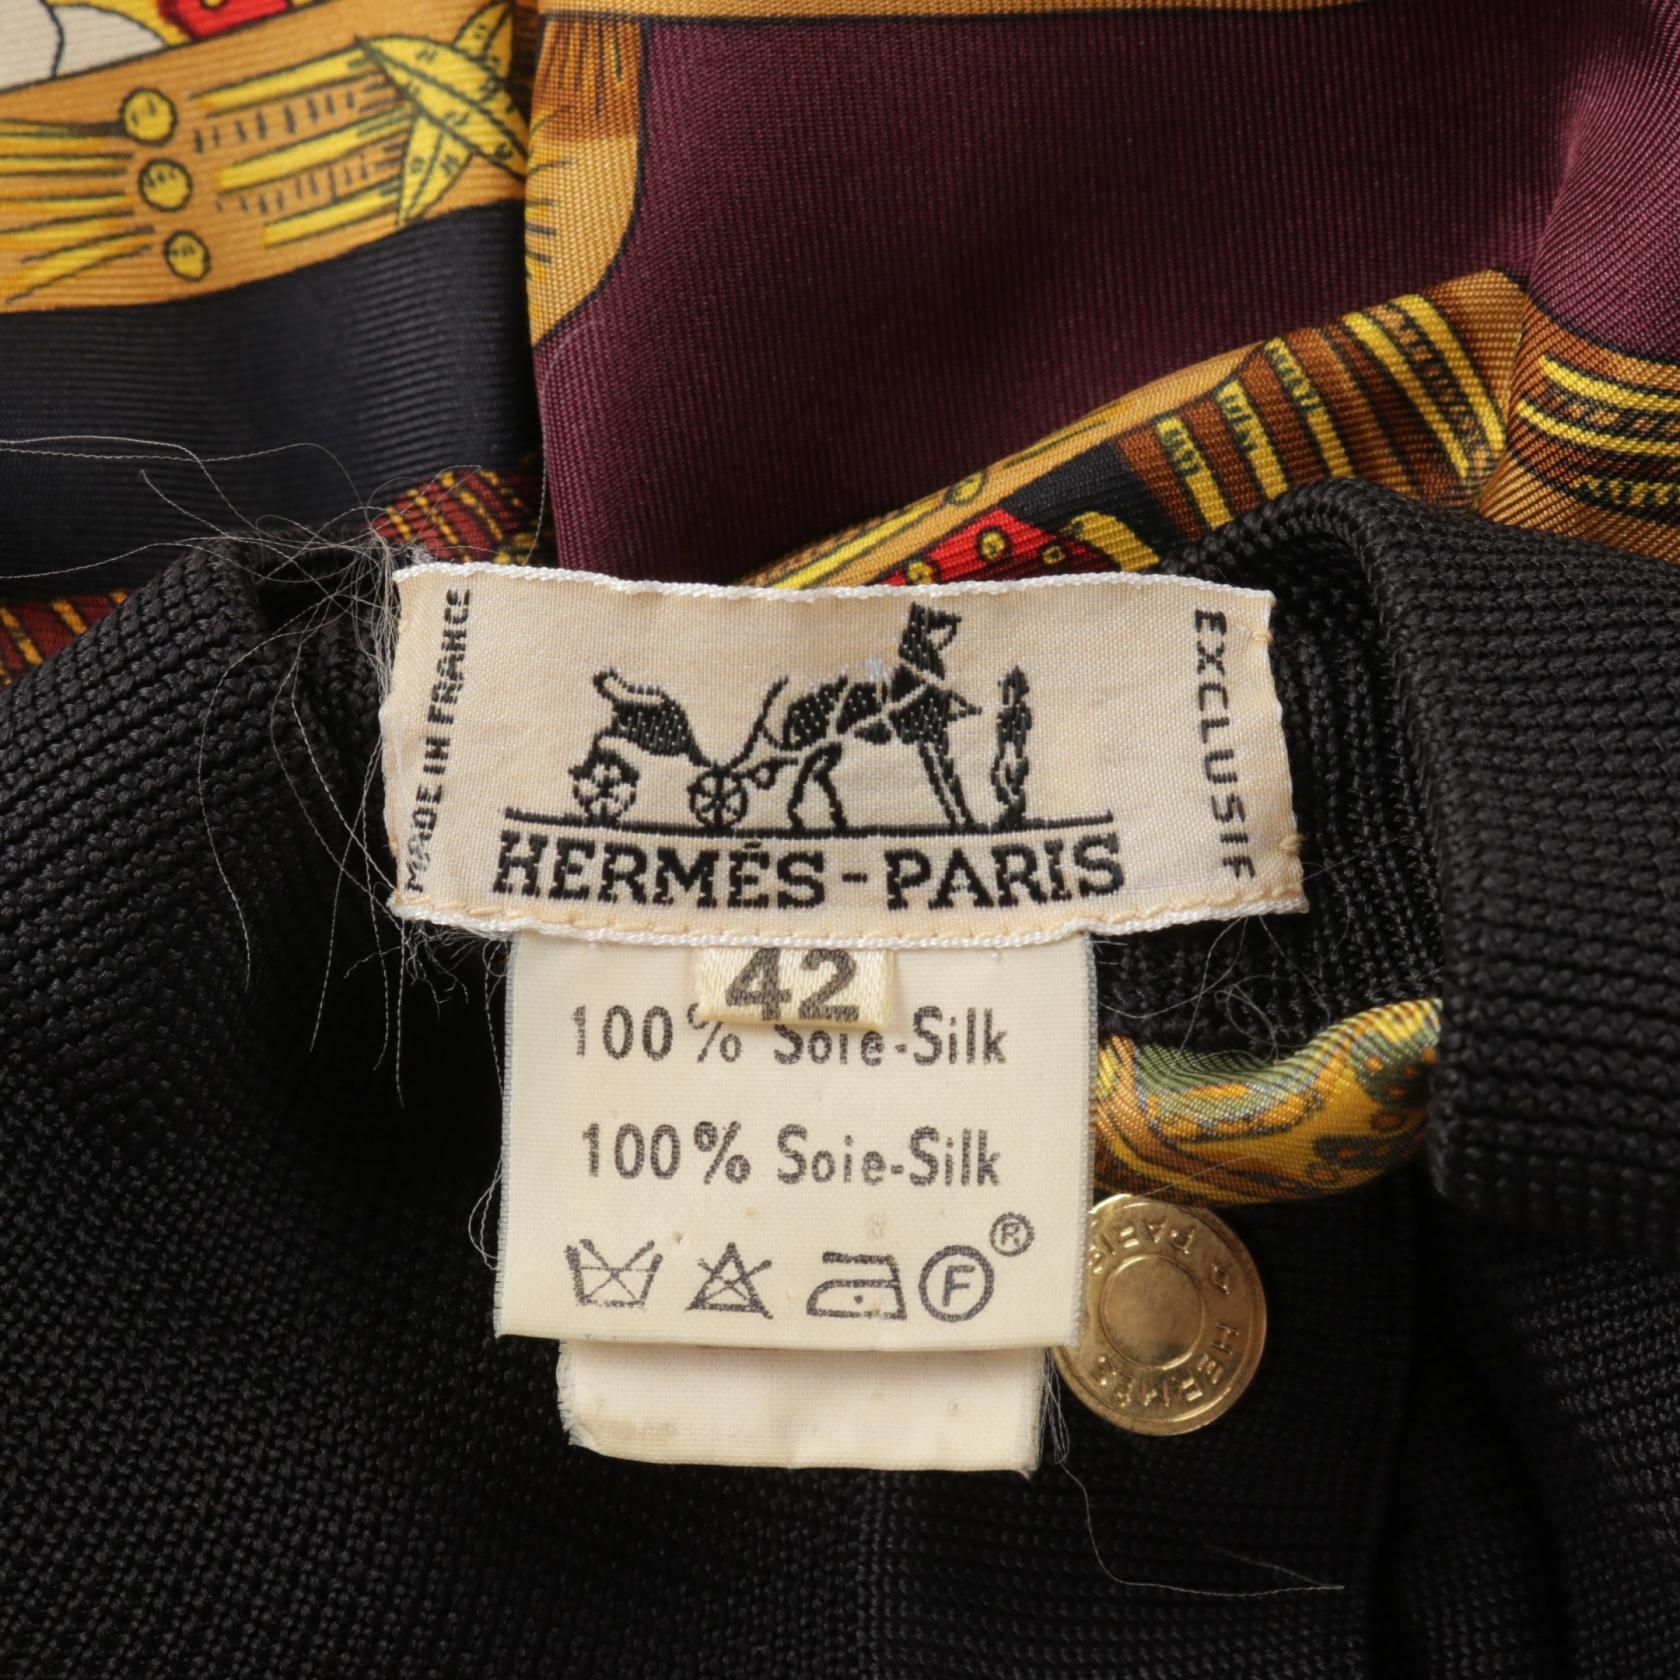 MADE IN FRANCE
EXCLUSIF
HERMÈS-PARIS
42
100% Soie-Silk
100% Soie-Silk
F ®
HERMÈS PARIS